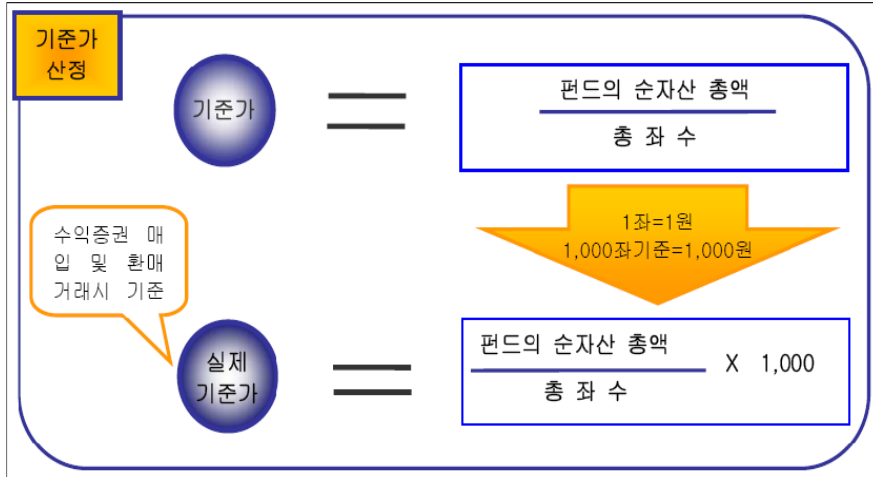 기준가
산정
기준가
펀드의 순자산 총액
총 좌 수
1좌=1원
1,000좌기준=1,000원
수익증권 매
입 및 환매
거래시 기준
실제
기준가
펀드의 순자산 총액
총 좌 수
X 1,000